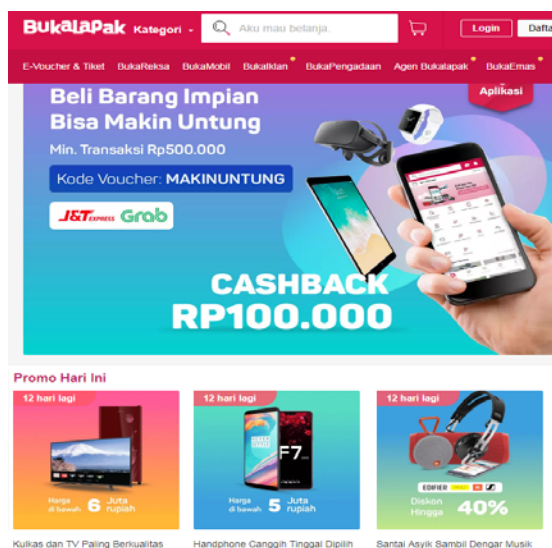 BukaLaPak Kategori Aku mau belanja. Login Dafta
E-Voucher & Tiket BukaReksa BukaMobil BukaIklan BukaPengadaan Agen Bukalapak BukaEmas
Beli Barang Impian
Bisa Makin Untung
Aplikasi
Min. Transaksi Rp500.000
Kode Voucher: MAKINUNTUNG
J&T EXPRESS Grab
CASHBACK
RP100.000
Promo Hari Ini
12 hari lagi
Harga di bawah 6 Juta rupiah
Kulkas dan TV Paling Berkualitas
12 hari lagi
F7
Harga di bawah 5 Juta rupiah
Handphone Canggih Tinggal Dipilih
12 hari lagi
EDIFIER
Diskon Hingga 40%
Santai Asyik Sambil Dengar Musik